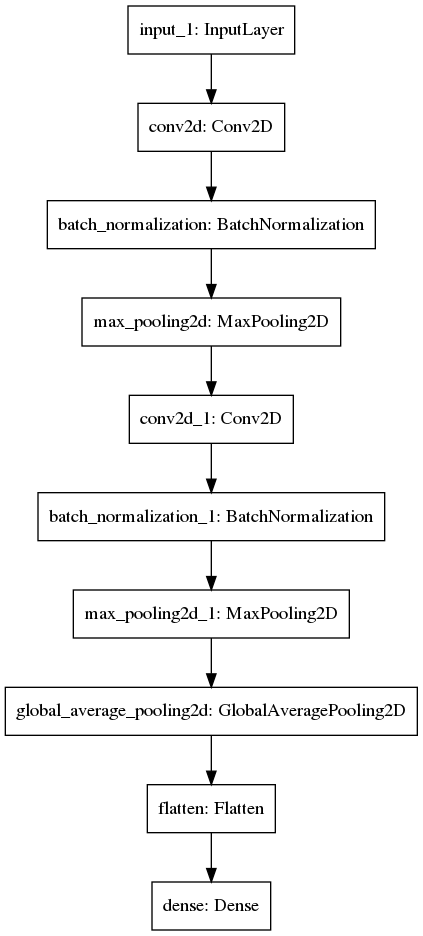 input_1: InputLayer
conv2d: Conv2D
batch_normalization: BatchNormalization
max_pooling2d: MaxPooling2D
conv2d_1: Conv2D
batch_normalization_1: BatchNormalization
max_pooling2d_1: MaxPooling2D
global_average_pooling2d: GlobalAveragePooling2D
flatten: Flatten
dense: Dense